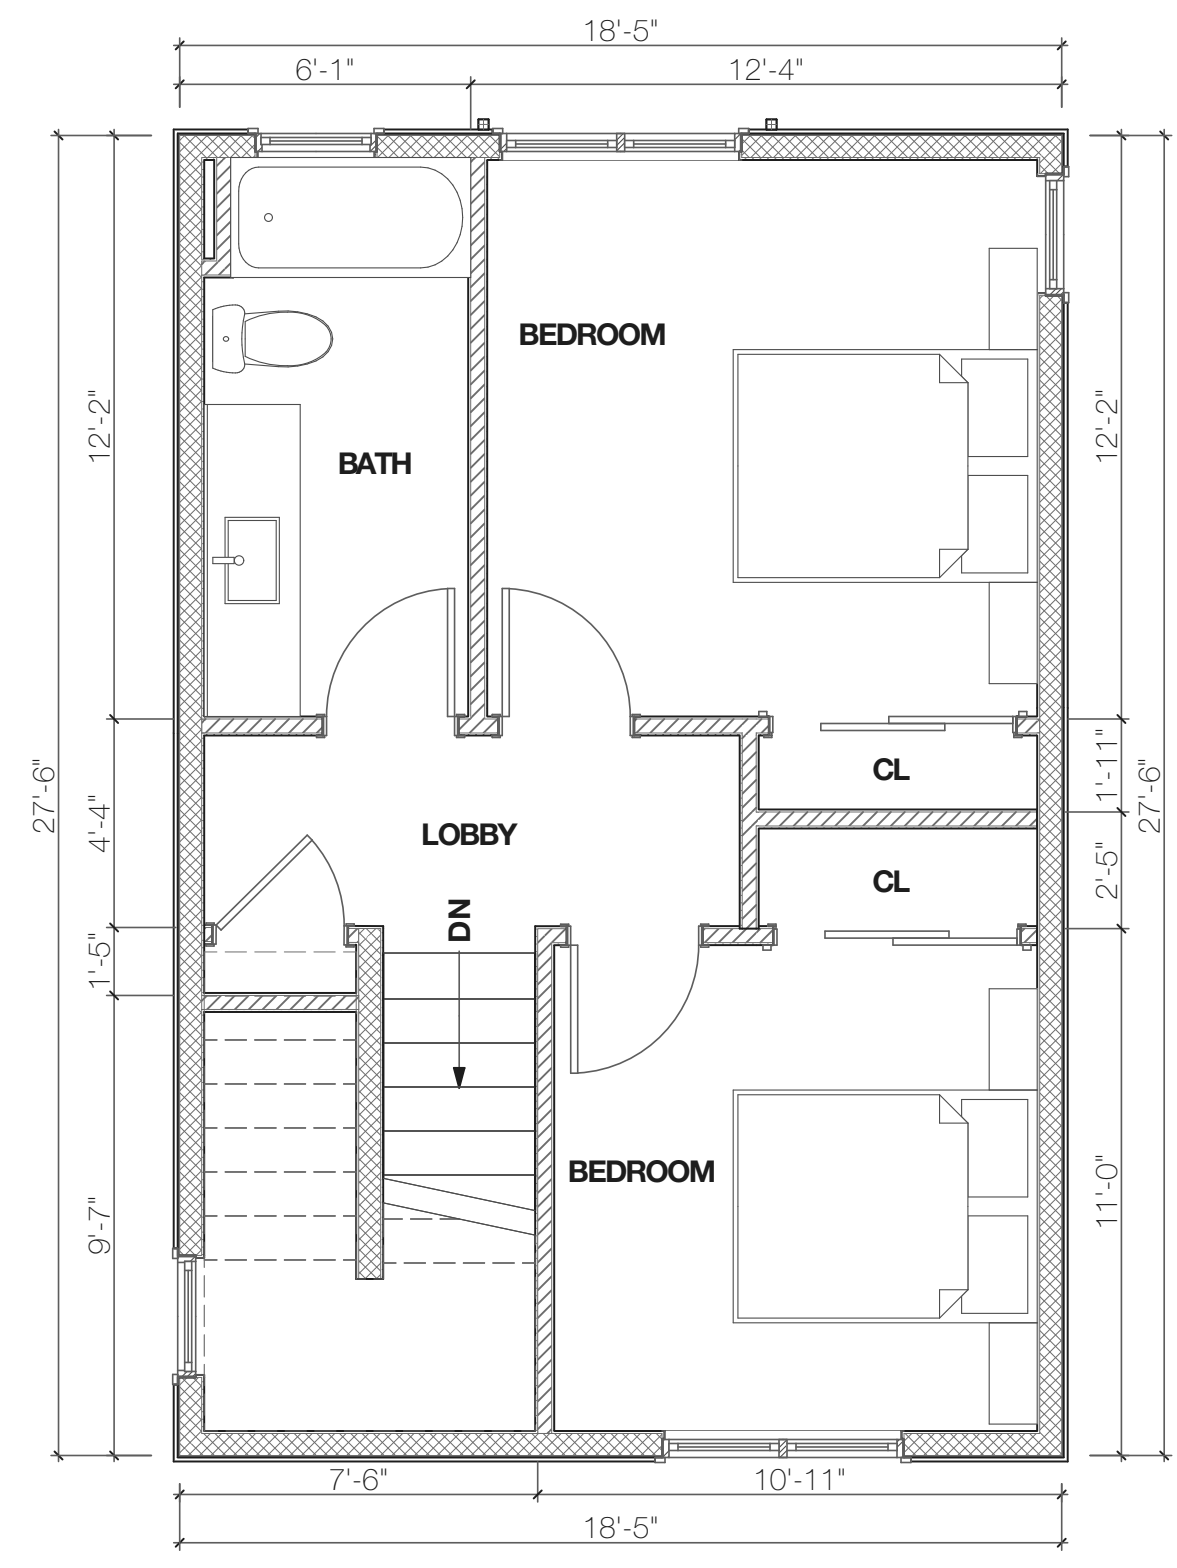 18'-5"
6'-1"
12'-4"
BEDROOM
12'-2"
12'-2"
BATH
1'-11"
CL
27'-6"
27'-6"
4'-4"
LOBBY
2'-5"
CL
DN
1'-5"
BEDROOM
11'-0"
9'-7"
7'-6"
10'-11"
18'-5"